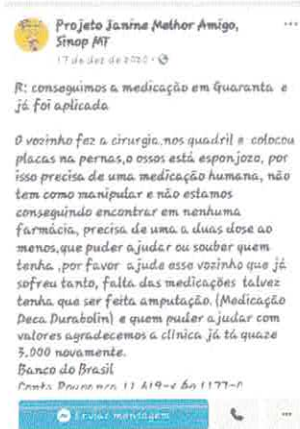 Projeto Janine Melhor Amigo,
Sinop MT
17 de dez de 2020
R: conseguimos a medicação em Guaranta e
já foi aplicada
O vozinho fez a cirurgia,nos quadril e colocou
placas na pernas,o ossos está esponjozo, por
isso precisa de uma medicação humana, não
tem como manipular e não estamos
conseguindo encontrar em nenhuma
farmácia, precisa de uma a duas dose ao
menos,que puder ajudar ou souber quem
tenha ,por favor ajude esse vozinho que já
sofreu tanto, falta das medicações talvez
tenha que ser feita amputação. (Medicação
Deca Durabolin) e quem puder ajudar com
valores agradecemos a clínica já tá quaze
3.000 novamente.
Banco do Brasil
Conta Poupança
Enviar mensagem